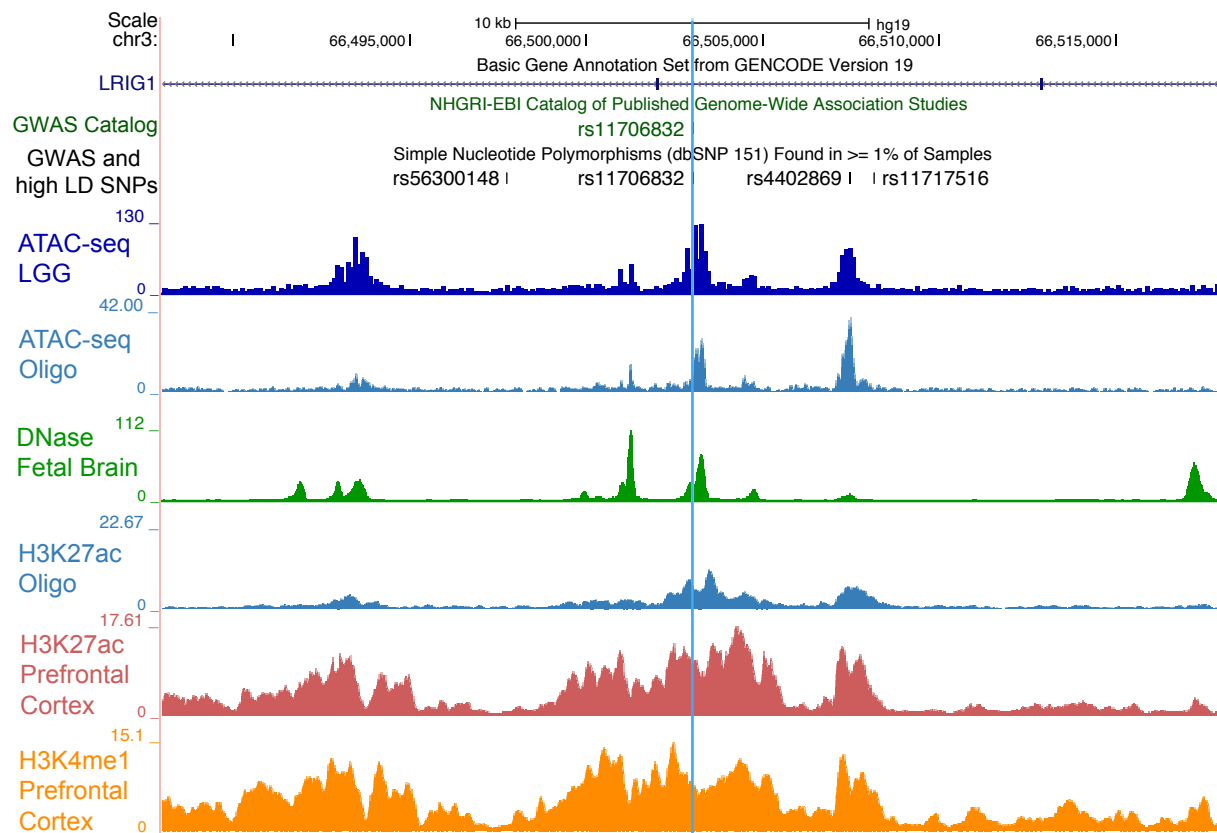 Scale 10 kb hg19
chr3: 66,495,000 66,500,000 66,505,000 66,510,000 66,515,000
Basic Gene Annotation Set from GENCODE Version 19
LRIG1
NHGRI-EBI Catalog of Published Genome-Wide Association Studies
GWAS Catalog rs11706832
GWAS and Simple Nucleotide Polymorphisms (dbSNP 151) Found in >= 1% of Samples
high LD SNPs rs56300148 rs11706832 rs4402869 rs11717516
130
ATAC-seq
LGG
0
42.00
ATAC-seq
Oligo
0
112
DNase
Fetal Brain
0
22.67
H3K27ac
Oligo
0
17.61
H3K27ac
Prefrontal
Cortex
0
15.1
H3K4me1
Prefrontal
Cortex
0